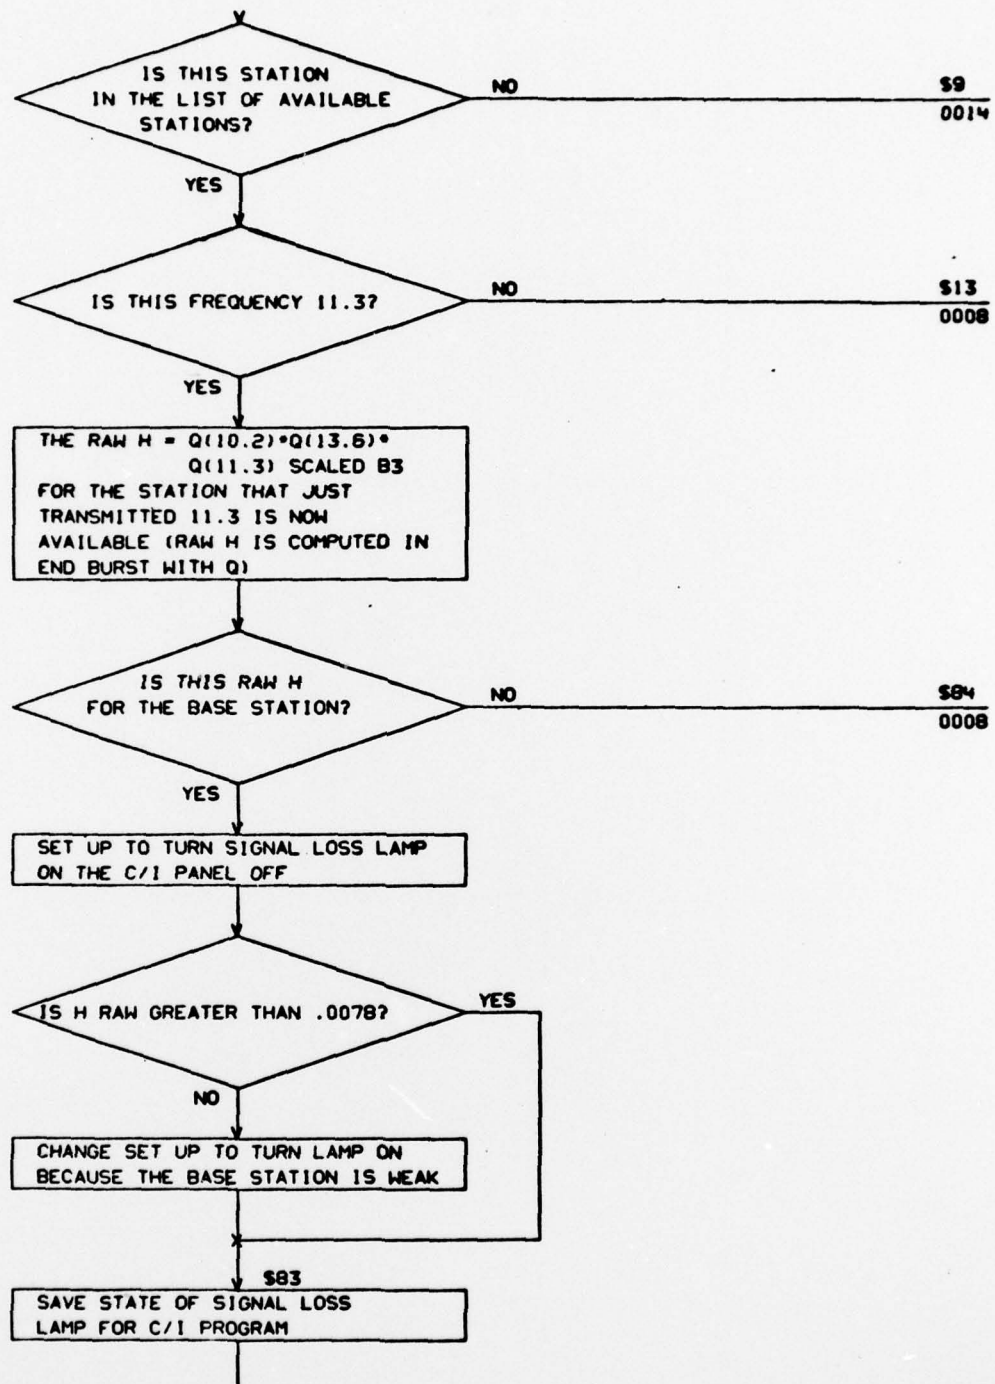 IS THIS STATION
IN THE LIST OF AVAILABLE
STATIONS?
NO
$9
0014
YES
IS THIS FREQUENCY 11.3?
NO
$13
0008
YES
THE RAW H = Q(10.2)*Q(13.6)*
Q(11.3) SCALED B3
FOR THE STATION THAT JUST
TRANSMITTED 11.3 IS NOW
AVAILABLE (RAW H IS COMPUTED IN
END BURST WITH Q)
IS THIS RAW H
FOR THE BASE STATION?
NO
$84
0008
YES
SET UP TO TURN SIGNAL LOSS LAMP
ON THE C/I PANEL OFF
IS H RAW GREATER THAN .0078?
YES
NO
CHANGE SET UP TO TURN LAMP ON
BECAUSE THE BASE STATION IS WEAK
$83
SAVE STATE OF SIGNAL LOSS
LAMP FOR C/I PROGRAM